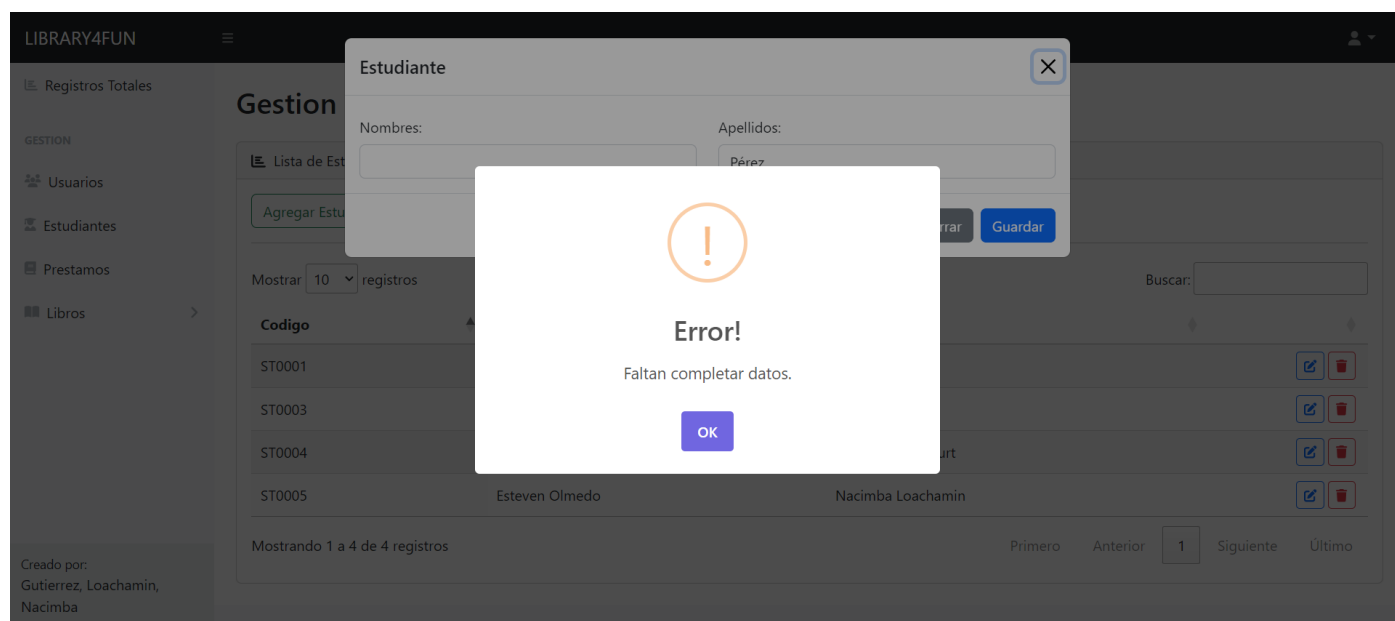 LIBRARY4FUN
Estudiante
Registros Totales
Gestion
Nombres:
Apellidos:
GESTION
Lista de Est
Pérez
Usuarios
Agregar Estu
rrar
Guardar
Estudiantes
Prestamos
Mostrar 10 registros
Buscar:
Libros
Codigo
Error!
ST0001
Faltan completar datos.
ST0003
OK
ST0004
urt
ST0005 Esteven Olmedo Nacimba Loachamin
Mostrando 1 a 4 de 4 registros
Primero Anterior 1 Siguiente Último
Creado por:
Gutierrez, Loachamin,
Nacimba